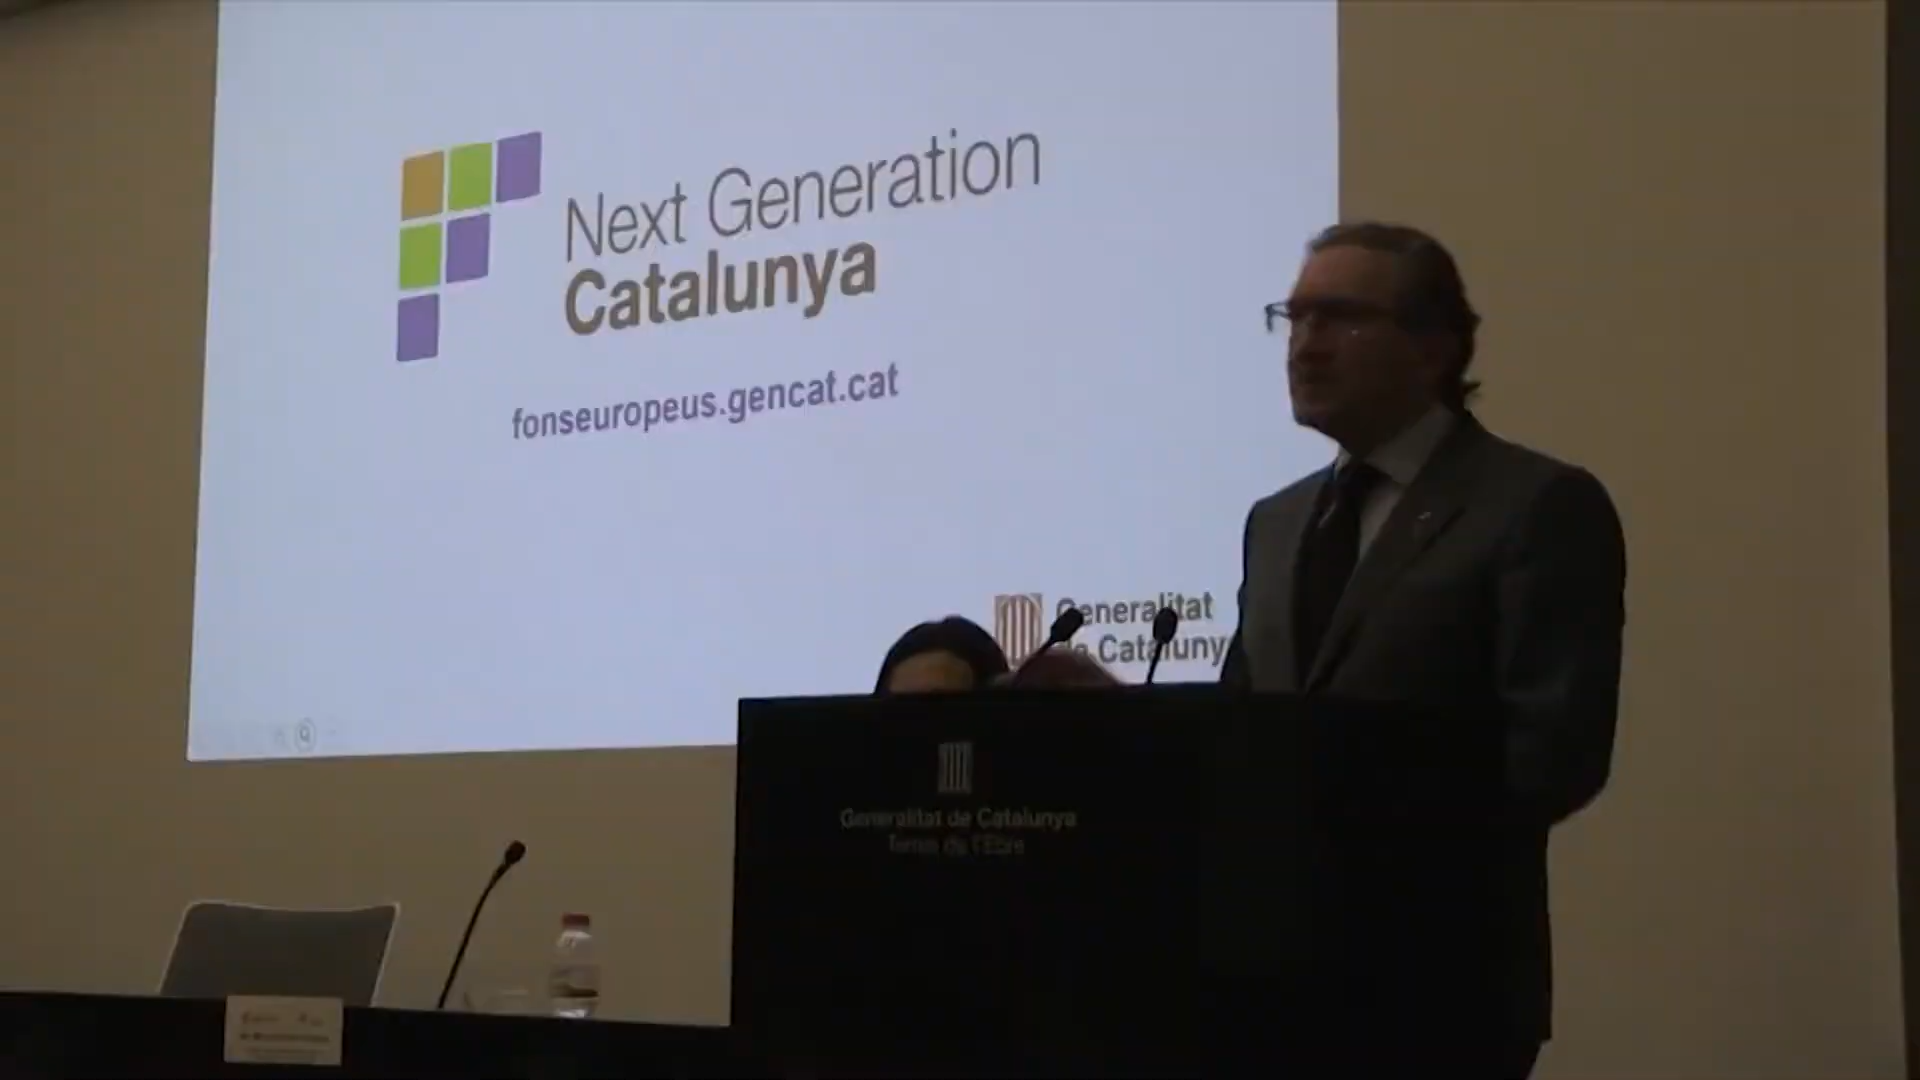 Next Generation
Catalunya
fonseuropeus.gencat.cat
Generalitat
de Catalunya
Generalitat de Catalunya
Terres de l'Ebre